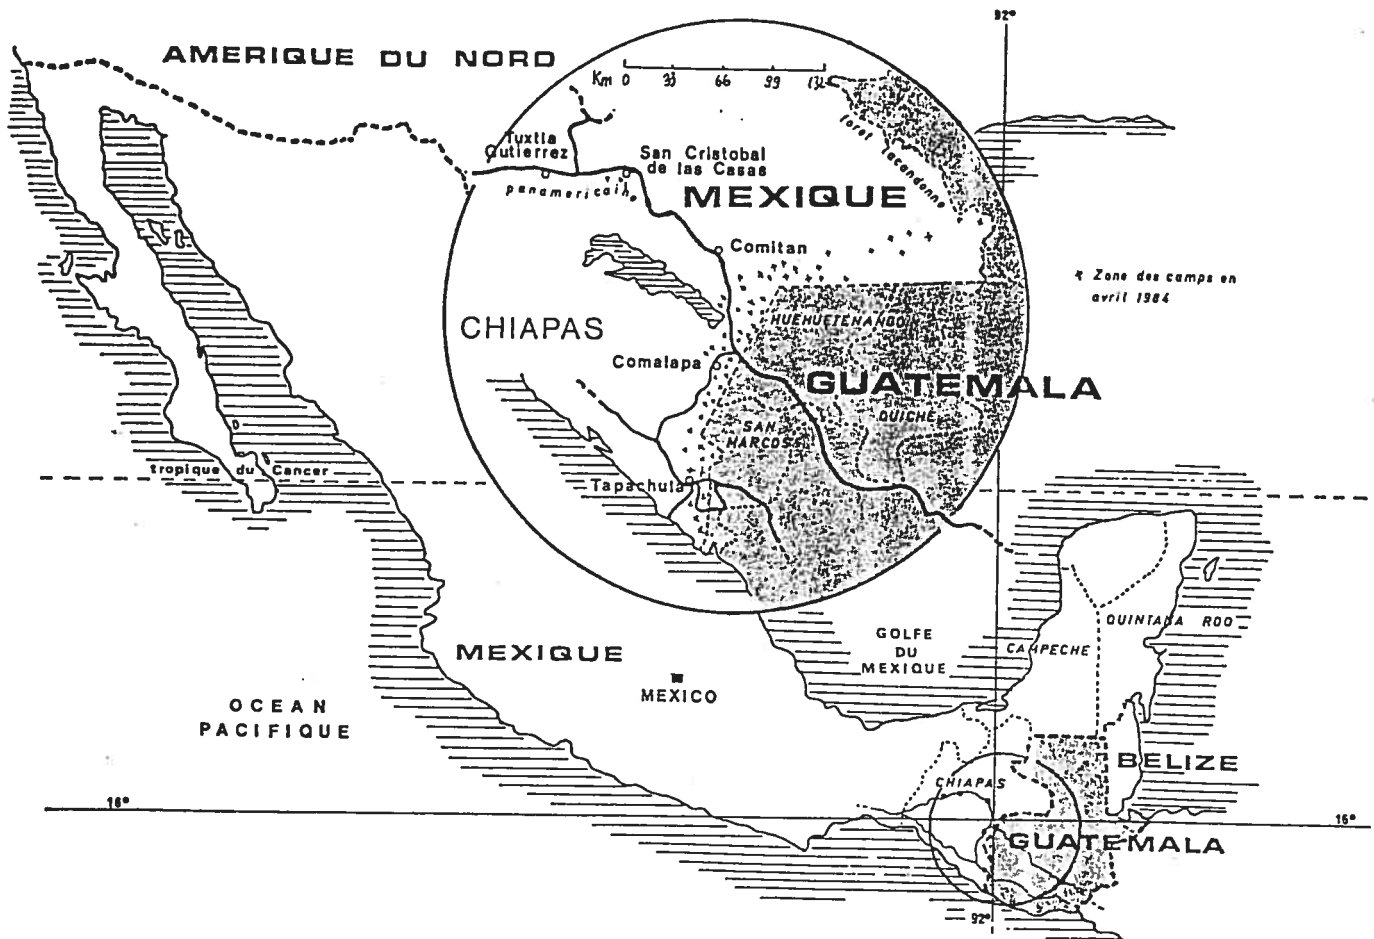 92°
AMERIQUE DU NORD
Km 0 33 66 99 132
Tuxtla
Gutierrez
San Cristobal
de las Casas
panamericaine
foret lacandonne
MEXIQUE
Comitan
x Zone des camps en
avril 1984
CHIAPAS
HUEHUETENANGO
Comalapa
GUATEMALA
QUICHE
SAN
MARCOS
tropique du Cancer
Tapachula
QUINTANA ROO
GOLFE
DU
MEXIQUE
CAMPECHE
MEXIQUE
MEXICO
OCEAN
PACIFIQUE
BELIZE
CHIAPAS
16°
16°
GUATEMALA
92°